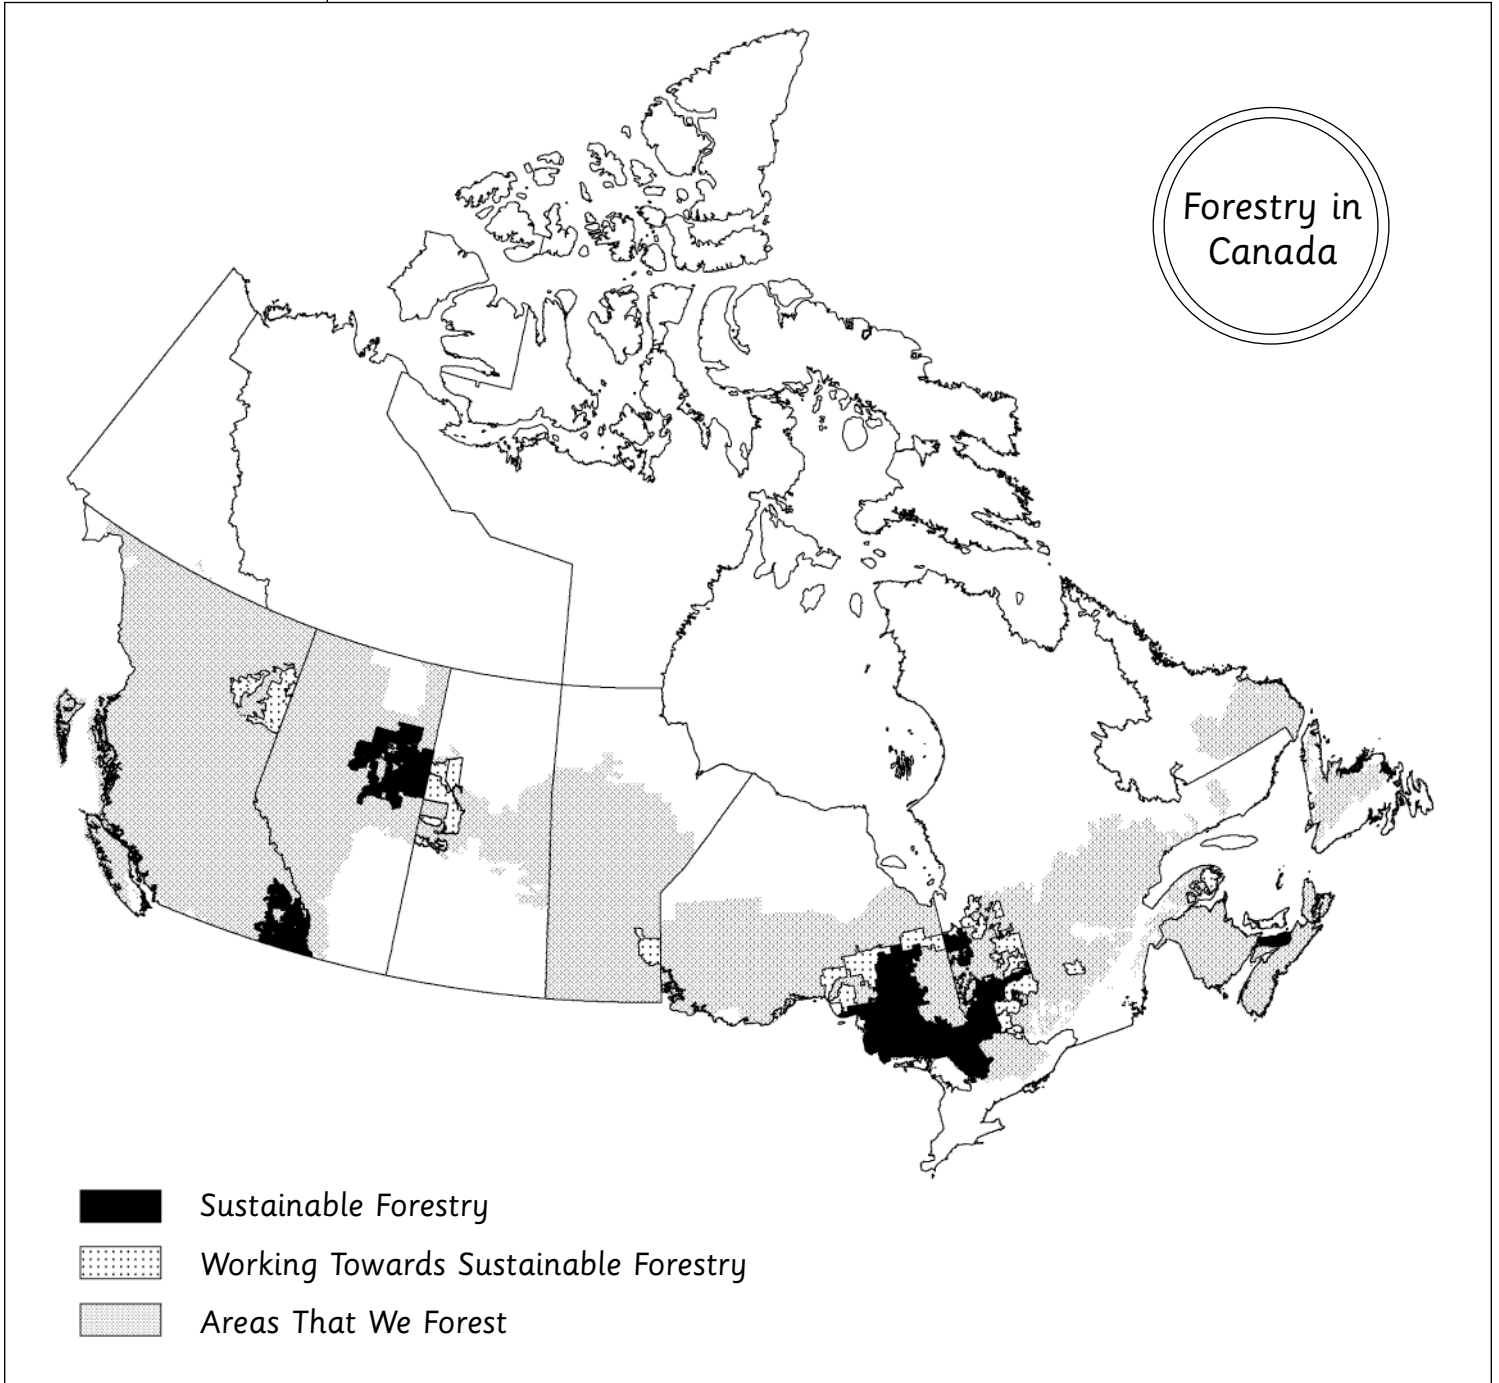 Forestry in
Canada
Sustainable Forestry
Working Towards Sustainable Forestry
Areas That We Forest